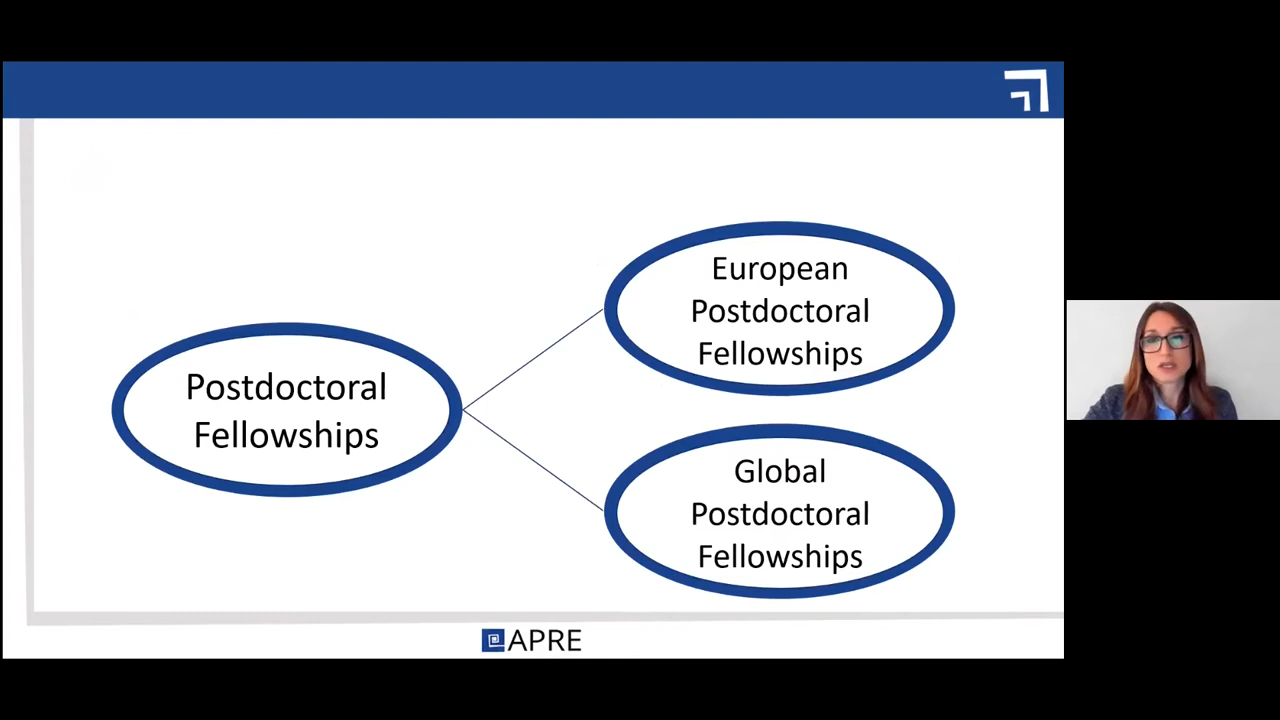 Postdoctoral
Fellowships
European
Postdoctoral
Fellowships
Global
Postdoctoral
Fellowships
APRE